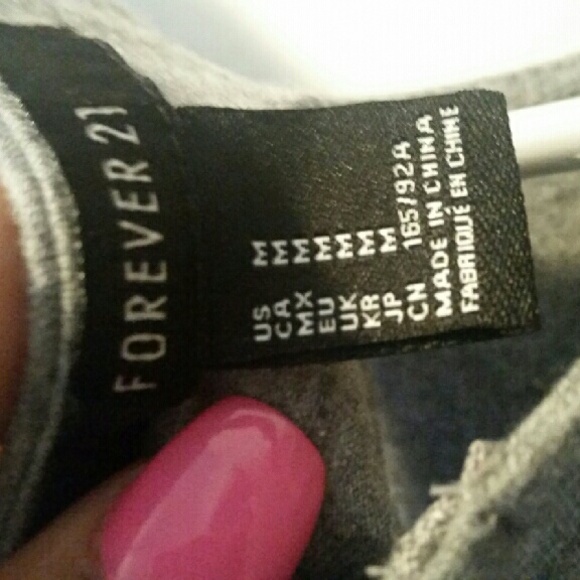 FOREVER 21
US M
CA M
MX M
EU M
UK M
KR M
JP M
CN 165/92A
MADE IN CHINA
FABRIQUÉ EN CHINE